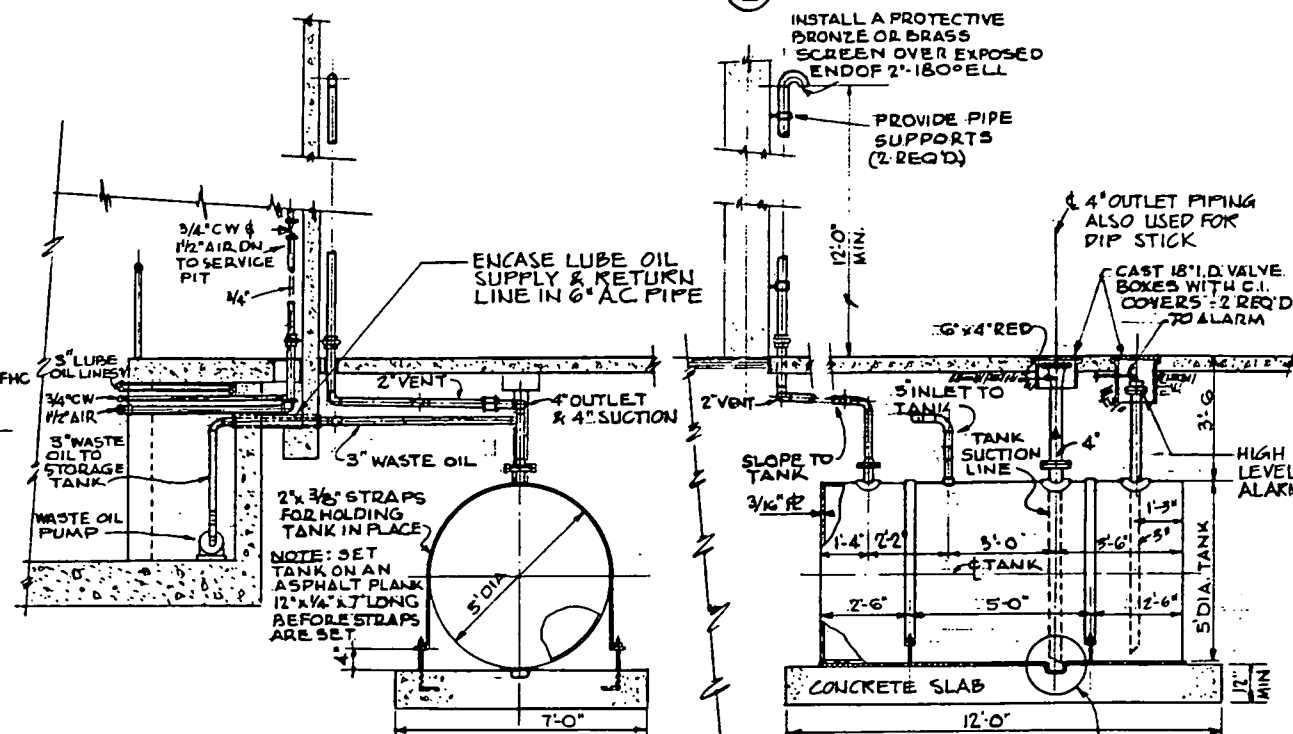 INSTALL A PROTECTIVE
BRONZE OR BRASS
SCREEN OVER EXPOSED
END OF 2"-180° ELL
PROVIDE PIPE
SUPPORTS
(2 REQ'D)
12'-0"
MIN.
¢ 4" OUTLET PIPING
ALSO USED FOR
DIP STICK
CAST 18" I.D. VALVE
BOXES WITH C.I.
COVERS - 2 REQ'D
TO ALARM
6"x4" RED
3/4" CW &
1 1/2" AIR DN
TO SERVICE
PIT
3/4"
ENCASE LUBE OIL
SUPPLY & RETURN
LINE IN 6" A.C PIPE
FHC
3" LUBE
OIL LINES
3/4" CW
1 1/2" AIR
3" WASTE
OIL TO
STORAGE
TANK
WASTE OIL
PUMP
2" VENT
4" OUTLET
& 4" SUCTION
3" WASTE OIL
2" x 3/8" STRAPS
FOR HOLDING
TANK IN PLACE
NOTE: SET
TANK ON AN
ASPHALT PLANK
12" x 1/4" x 7' LONG
BEFORE STRAPS
ARE SET
4"
5' DIA
7'-0"
2" VENT
3" INLET TO
TANK
SLOPE TO
TANK
TANK
SUCTION
LINE
4"
3'-6"
HIGH
LEVEL
3/16" PL
1'-3"
1'-4"
2'-2"
3'-0"
3'-6"
3"
¢ TANK
2'-6"
5'-0"
2'-6"
5' DIA TANK
CONCRETE SLAB
12"
MIN
12'-0"